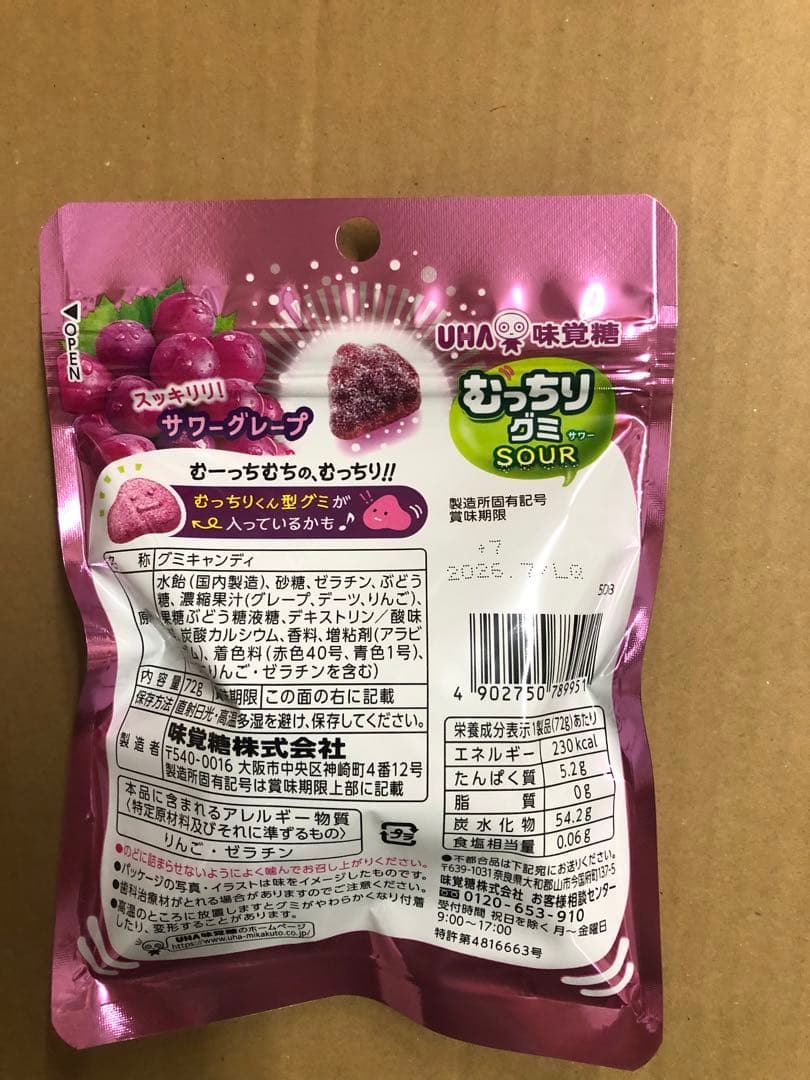 OPEN
UHA 味覚糖
スッキリリ!
サワーグレープ
むっちり
グミ サワー
SOUR
むーっちむちの、むっちり!!
むっちりくん型グミが
入っているかも♪
製造所固有記号
賞味期限
+7
2026.7/LQ
5DB
称 グミキャンディ
水飴(国内製造)、砂糖、ゼラチン、ぶどう
糖、濃縮果汁(グレープ、デーツ、りんご)、
原 果糖ぶどう糖液糖、デキストリン/酸味
炭酸カルシウム、香料、増粘剤(アラビ
、着色料(赤色40号、青色1号)、
りんご・ゼラチンを含む)
内容量 72g 期限 この面の右に記載
保存方法 直射日光・高温多湿を避け、保存してください。
製造者 味覚糖株式会社
〒540-0016 大阪市中央区神崎町4番12号
製造所固有記号は賞味期限上部に記載
本品に含まれるアレルギー物質
〈特定原材料及びそれに準ずるもの〉
りんご・ゼラチン
4 902750 789951
栄養成分表示 1製品(72g)あたり
エネルギー 230kcal
たんぱく質 5.2g
脂質 0g
炭水化物 54.2g
食塩相当量 0.06g
●のどに詰まらせないようによく噛んでお召し上がりください。
●パッケージの写真・イラストは味をイメージしたものです。
●歯科治療材がとれる場合がありますのでご注意ください。
●高温のところに放置しますとグミがやわらかくなり付着
したり、変形することがあります。
UHA味覚糖のホームページ
https://www.uha-mikakuto.co.jp/
●不都合品は下記宛にお送りください。
〒639-1031 奈良県大和郡山市今国府町137-5
味覚糖株式会社 お客様相談センター
0120-653-910
受付時間 祝日を除く月～金曜日
9:00～17:00
特許第4816663号